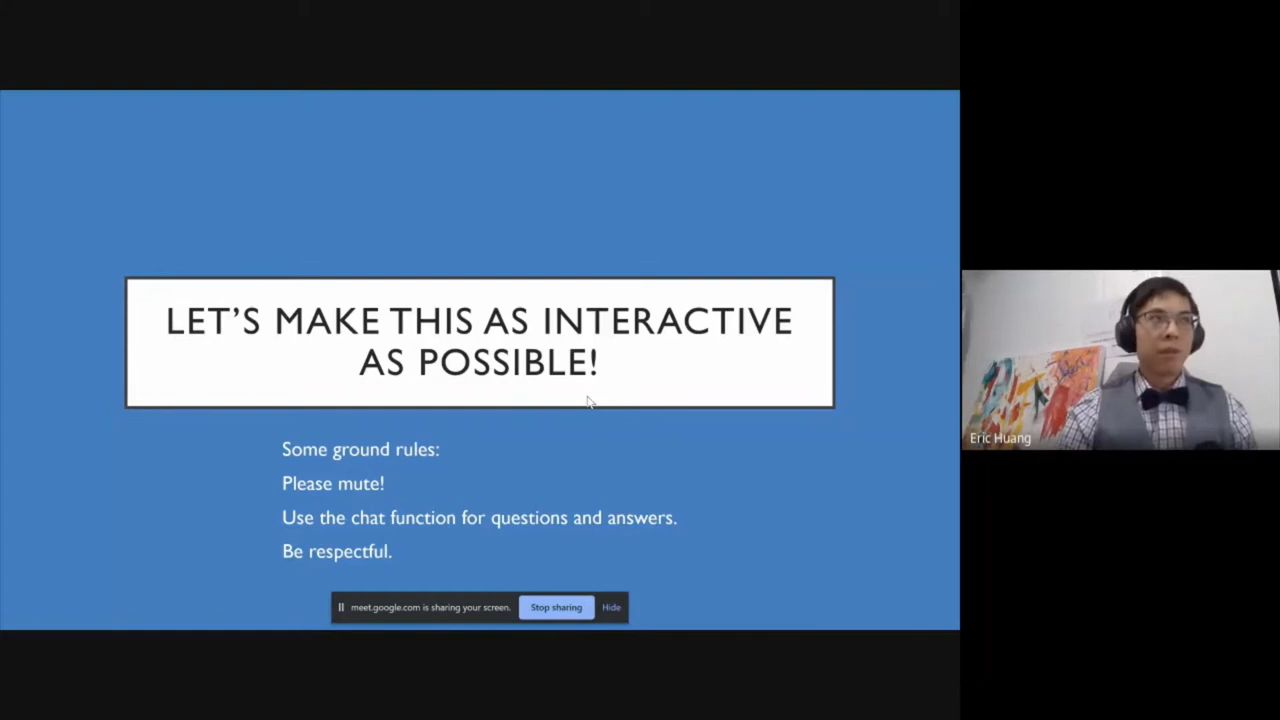 LET'S MAKE THIS AS INTERACTIVE
AS POSSIBLE!
Some ground rules:
Please mute!
Use the chat function for questions and answers.
Be respectful.
meet.google.com is sharing your screen. Stop sharing Hide
Eric Huang